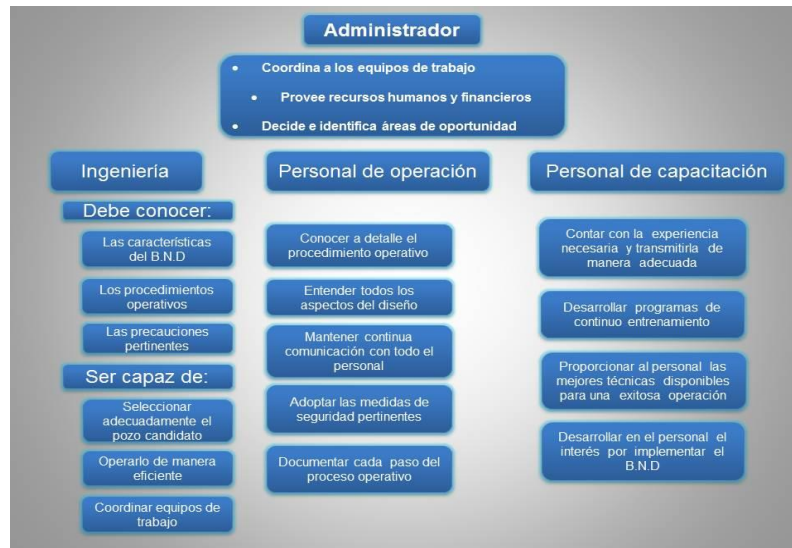 Administrador
• Coordina a los equipos de trabajo
• Provee recursos humanos y financieros
• Decide e identifica áreas de oportunidad
Ingeniería
Debe conocer:
Las características
del B.N.D
Los procedimientos
operativos
Las precauciones
pertinentes
Ser capaz de:
Seleccionar
adecuadamente el
pozo candidato
Operarlo de manera
eficiente
Coordinar equipos de
trabajo
Personal de operación
Conocer a detalle el
procedimiento operativo
Entender todos los
aspectos del diseño
Mantener continua
comunicación con todo el
personal
Adoptar las medidas de
seguridad pertinentes
Documentar cada paso del
proceso operativo
Personal de capacitación
Contar con la experiencia
necesaria y transmitirla de
manera adecuada
Desarrollar programas de
continuo entrenamiento
Proporcionar al personal las
mejores técnicas disponibles
para una exitosa operación
Desarrollar en el personal el
interés por implementar el
B.N.D